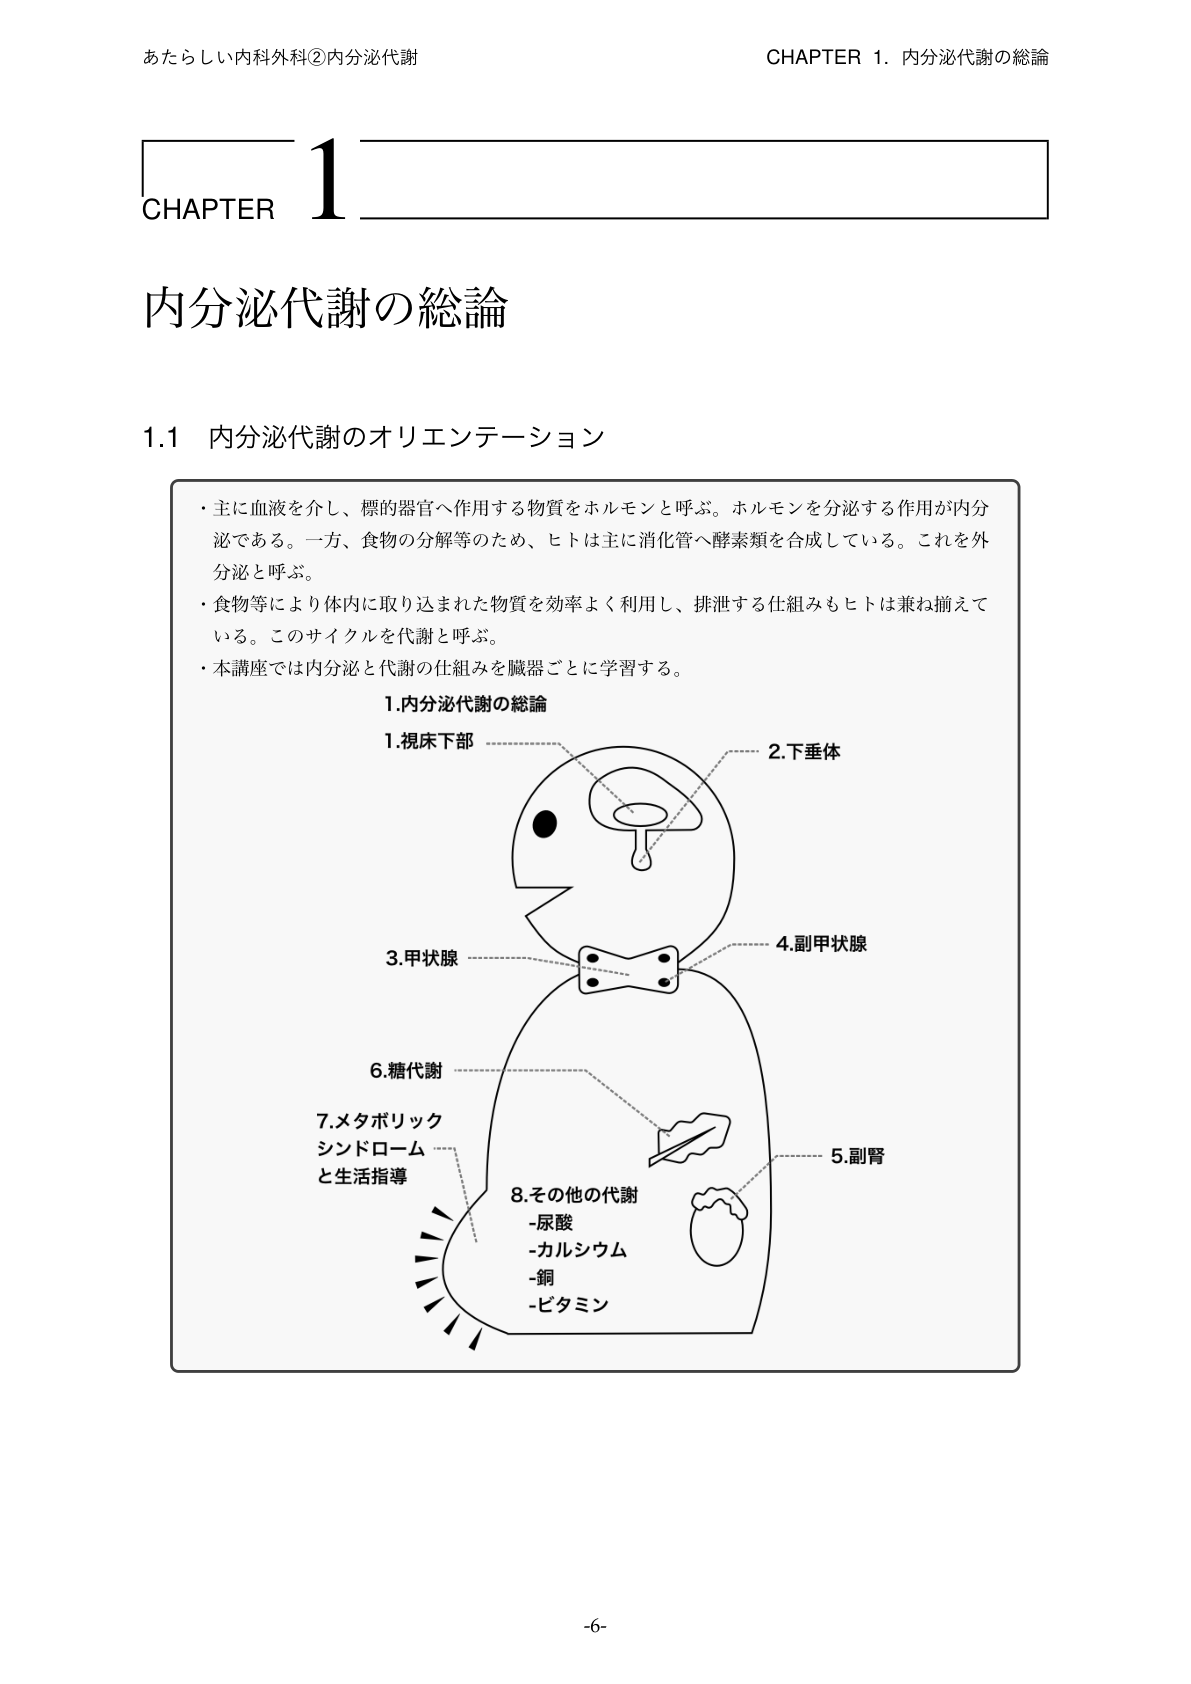 あたらしい内科外科②内分泌代謝
CHAPTER 1. 内分泌代謝の総論
CHAPTER 1
内分泌代謝の総論
1.1 内分泌代謝のオリエンテーション
・主に血液を介し、標的器官へ作用する物質をホルモンと呼ぶ。ホルモンを分泌する作用が内分
泌である。一方、食物の分解等のため、ヒトは主に消化管へ酵素類を合成している。これを外
分泌と呼ぶ。
・食物等により体内に取り込まれた物質を効率よく利用し、排泄する仕組みもヒトは兼ね揃えて
いる。このサイクルを代謝と呼ぶ。
・本講座では内分泌と代謝の仕組みを臓器ごとに学習する。
1.内分泌代謝の総論
1.視床下部
2.下垂体
3.甲状腺
4.副甲状腺
6.糖代謝
7.メタボリック
シンドローム
と生活指導
5.副腎
8.その他の代謝
-尿酸
-カルシウム
-銅
-ビタミン
-6-